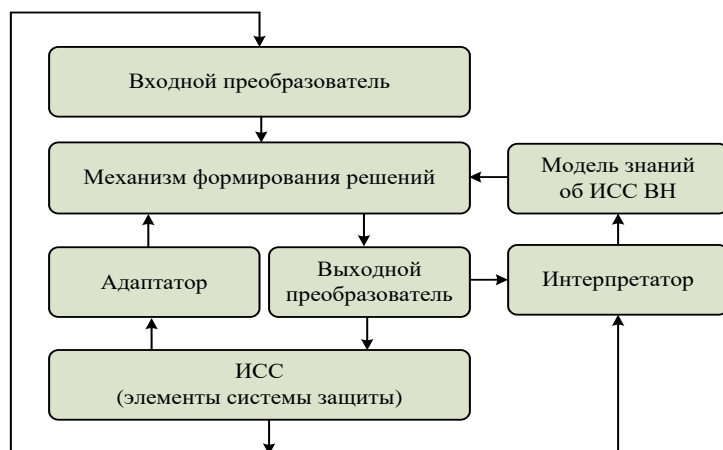 Входной преобразователь
Механизм формирования решений
Модель знаний
об ИСС ВН
Адаптатор
Выходной
преобразователь
Интерпретатор
ИСС
(элементы системы защиты)